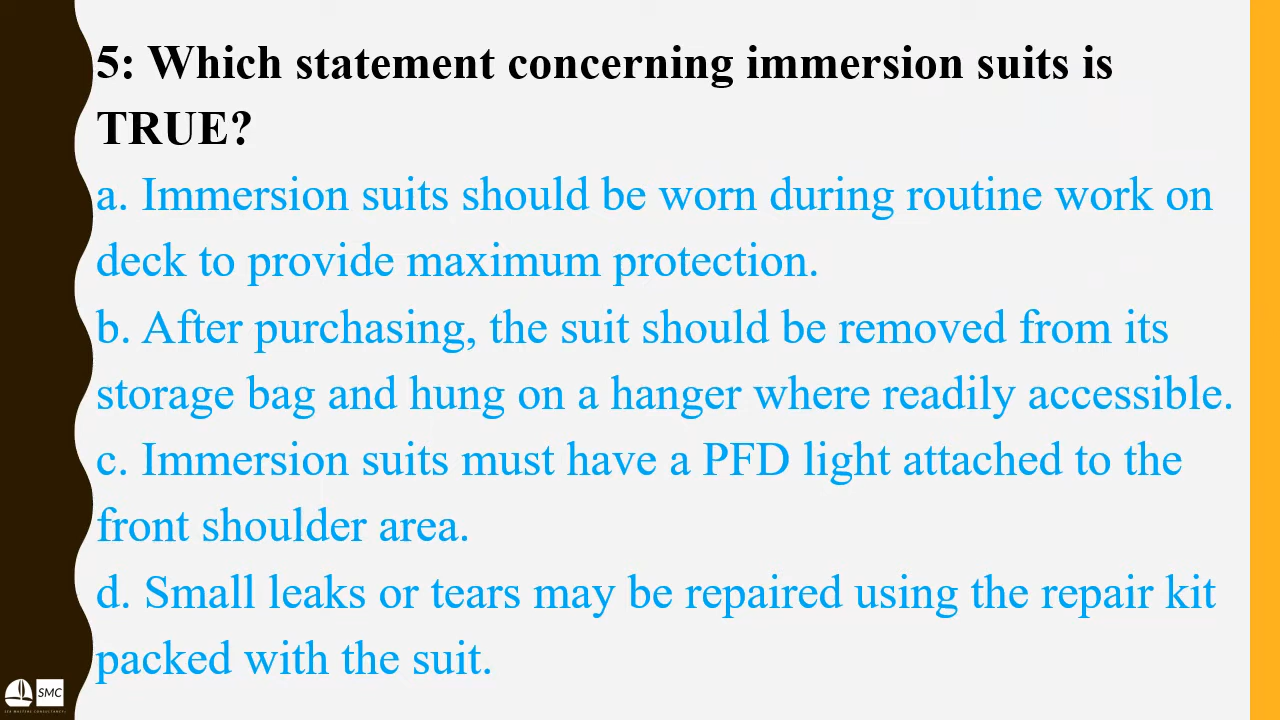 5: Which statement concerning immersion suits is
TRUE?
a. Immersion suits should be worn during routine work on
deck to provide maximum protection.
b. After purchasing, the suit should be removed from its
storage bag and hung on a hanger where readily accessible.
c. Immersion suits must have a PFD light attached to the
front shoulder area.
d. Small leaks or tears may be repaired using the repair kit
packed with the suit.
SMC